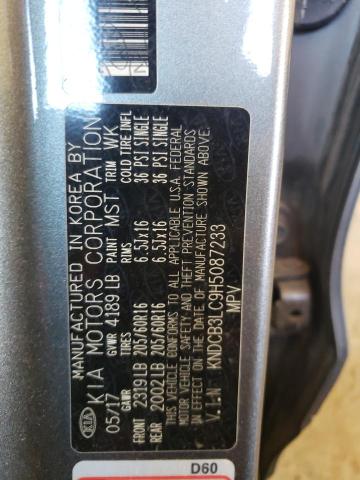 MANUFACTURED IN KOREA BY
KIA KIA MOTORS CORPORATION
05/17 GVWR 4189 LB PAINT MST TRIM WK
GAWR TIRES RIMS COLD TIRE INFL
FRONT 2319 LB 205/60R16 6.5JX16 36 PSI SINGLE
REAR 2002 LB 205/60R16 6.5JX16 36 PSI SINGLE
THIS VEHICLE CONFORMS TO ALL APPLICABLE U.S.A. FEDERAL
MOTOR VEHICLE SAFETY AND THEFT PREVENTION STANDARDS
IN EFFECT ON THE DATE OF MANUFACTURE SHOWN ABOVE.
V.I.N: KNDCB3LC9H5087233
MPV
D60